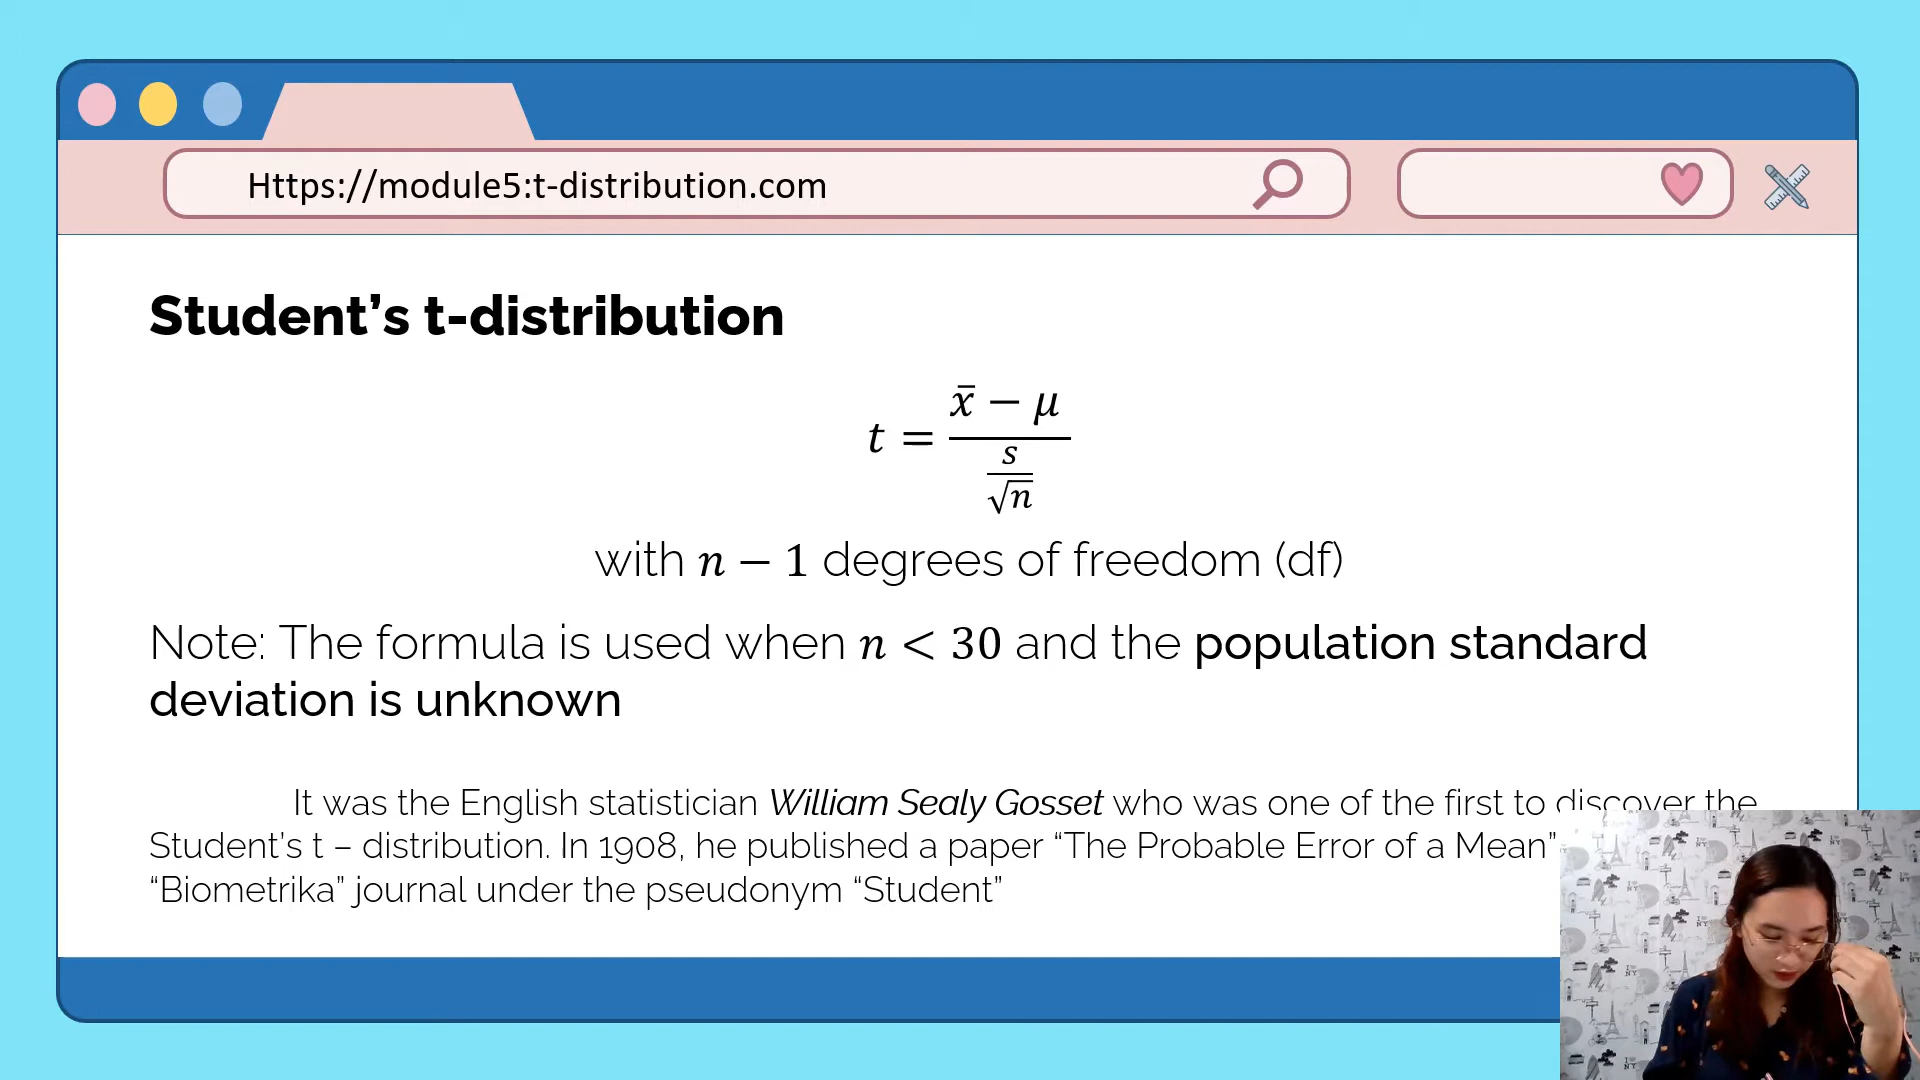 Https://module5:t-distribution.com
Student’s t-distribution
t = (x̄ − μ) / (s / √n)
with n − 1 degrees of freedom (df)
Note: The formula is used when n < 30 and the population standard
deviation is unknown
It was the English statistician William Sealy Gosset who was one of the first to discover the
Student’s t – distribution. In 1908, he published a paper “The Probable Error of a Mean”
“Biometrika” journal under the pseudonym “Student”